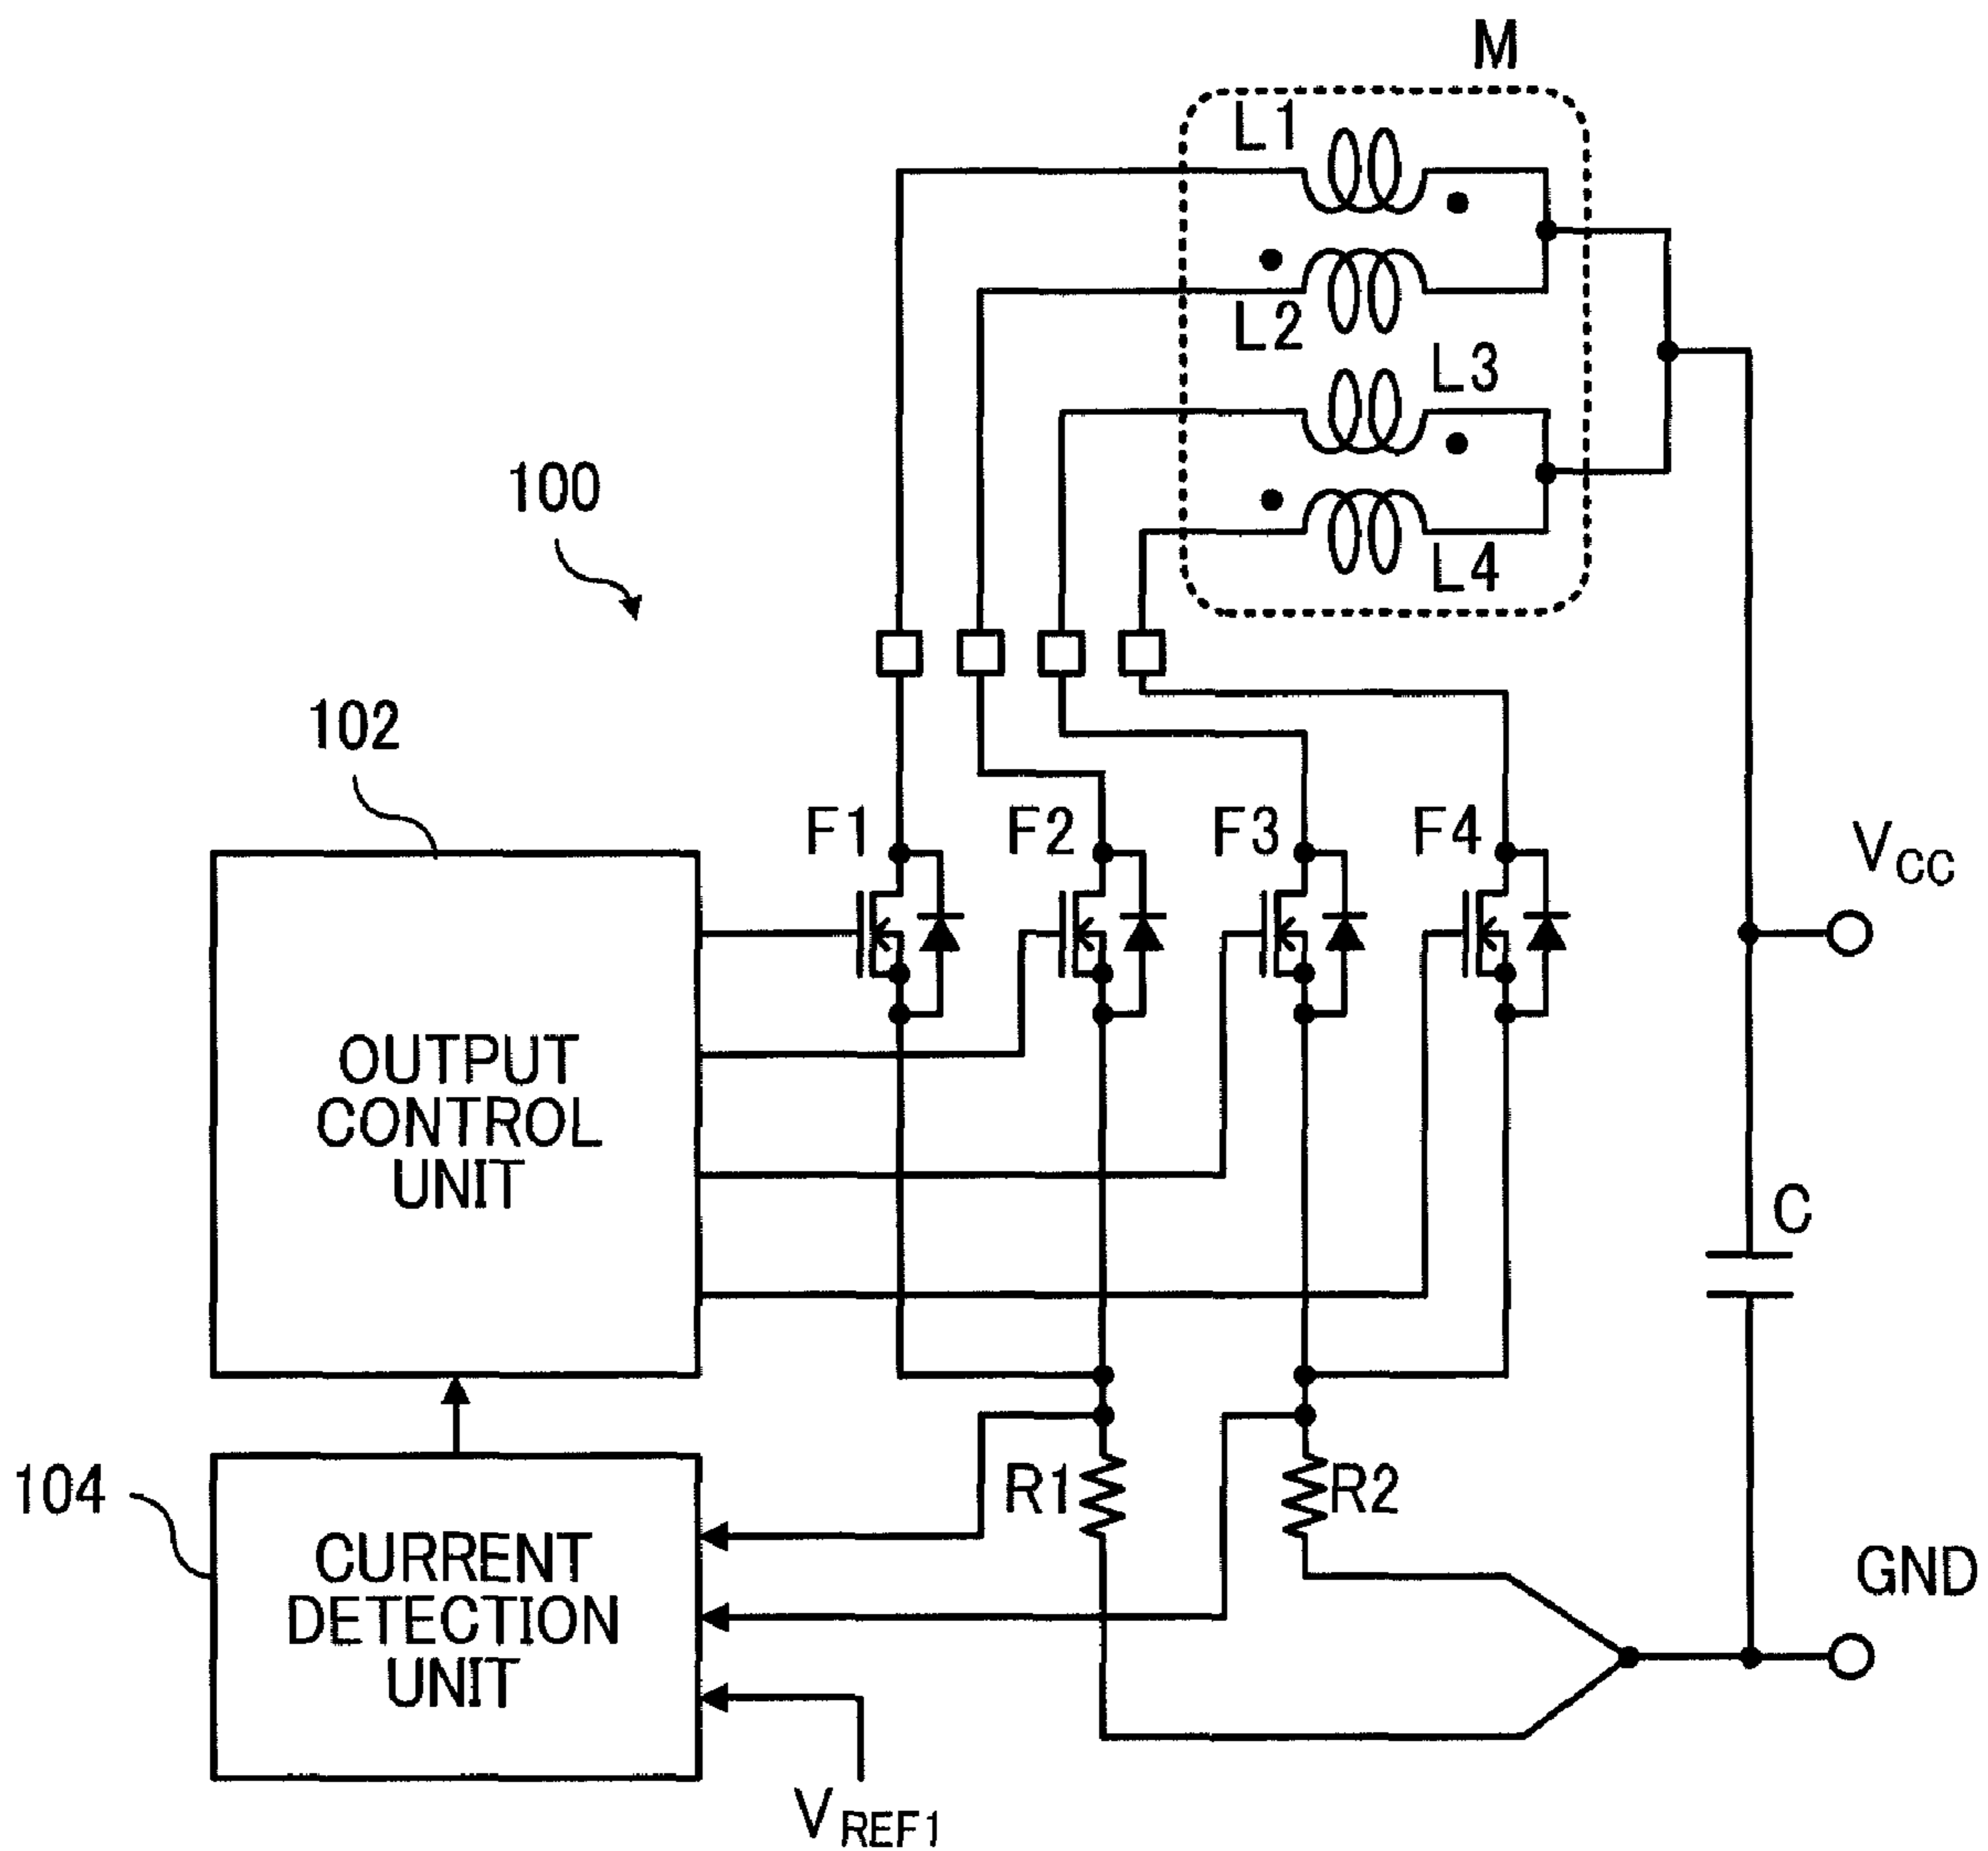 M
L1
L2
L3
L4
100
102
F1
F2
F3
F4
VCC
OUTPUT
CONTROL
UNIT
C
104
R1
R2
CURRENT
DETECTION
UNIT
GND
VREF1